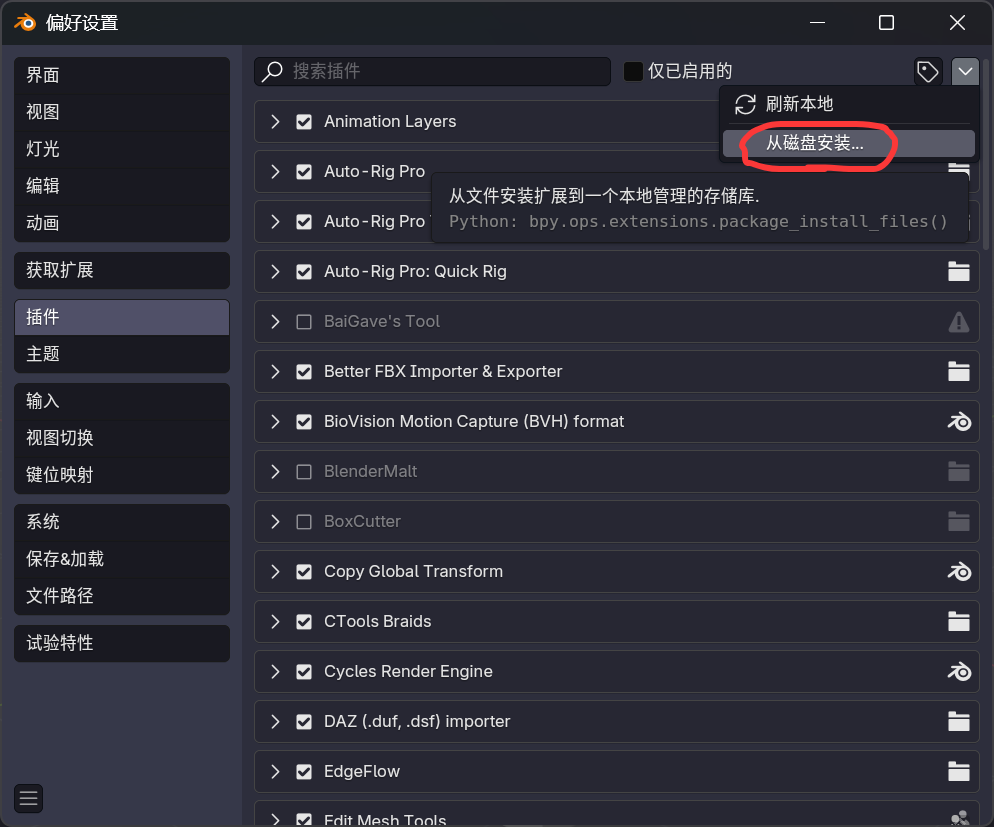 偏好设置
界面
视图
灯光
编辑
动画
获取扩展
插件
主题
输入
视图切换
键位映射
系统
保存&加载
文件路径
试验特性
搜索插件
仅已启用的
刷新本地
从磁盘安装...
从文件安装扩展到一个本地管理的存储库.
Python: bpy.ops.extensions.package_install_files()
Animation Layers
Auto-Rig Pro
Auto-Rig Pro
Auto-Rig Pro: Quick Rig
BaiGave's Tool
Better FBX Importer & Exporter
BioVision Motion Capture (BVH) format
BlenderMalt
BoxCutter
Copy Global Transform
CTools Braids
Cycles Render Engine
DAZ (.duf, .dsf) importer
EdgeFlow
Edit Mesh Tools